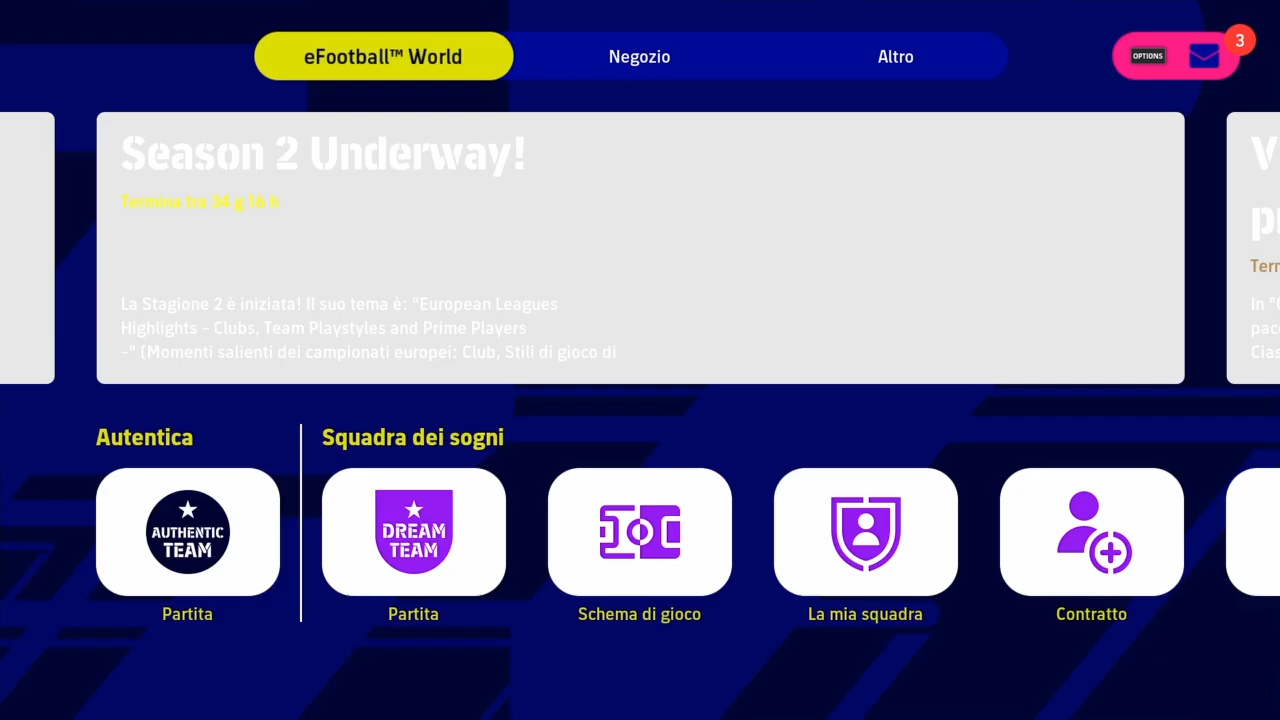 eFootball™ World
Negozio
Altro
OPTIONS
3
Season 2 Underway!
Termina tra 34 g 16 h
La Stagione 2 è iniziata! Il suo tema è: "European Leagues
Highlights - Clubs, Team Playstyles and Prime Players
-" (Momenti salienti dei campionati europei: Club, Stili di gioco di
In
Autentica
Squadra dei sogni
AUTHENTIC
TEAM
DREAM
TEAM
Partita
Partita
Schema di gioco
La mia squadra
Contratto